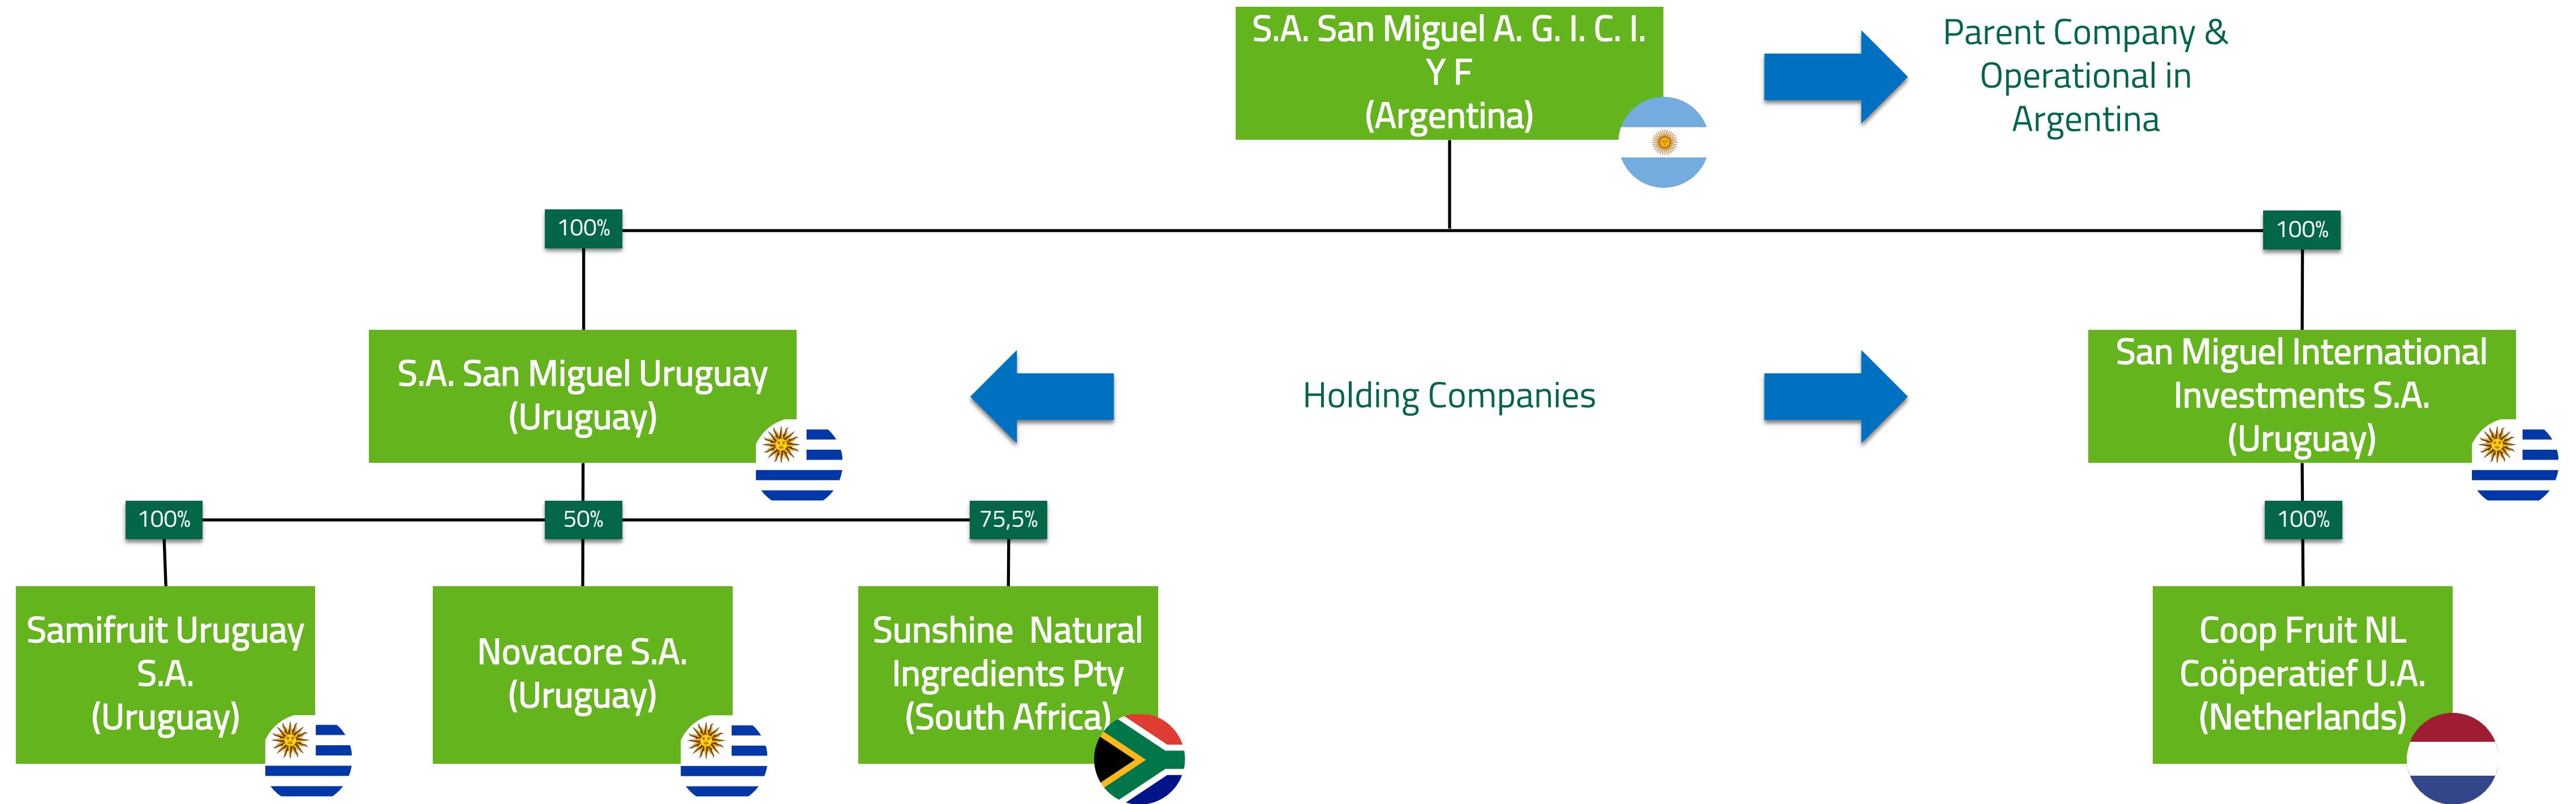 S.A. San Miguel A. G. I. C. I.
Y F
(Argentina)
Parent Company &
Operational in
Argentina
100%
100%
S.A. San Miguel Uruguay
(Uruguay)
Holding Companies
San Miguel International
Investments S.A.
(Uruguay)
100%
50%
75,5%
100%
Samifruit Uruguay
S.A.
(Uruguay)
Novacore S.A.
(Uruguay)
Sunshine  Natural
Ingredients Pty
(South Africa)
Coop Fruit NL
Coöperatief U.A.
(Netherlands)